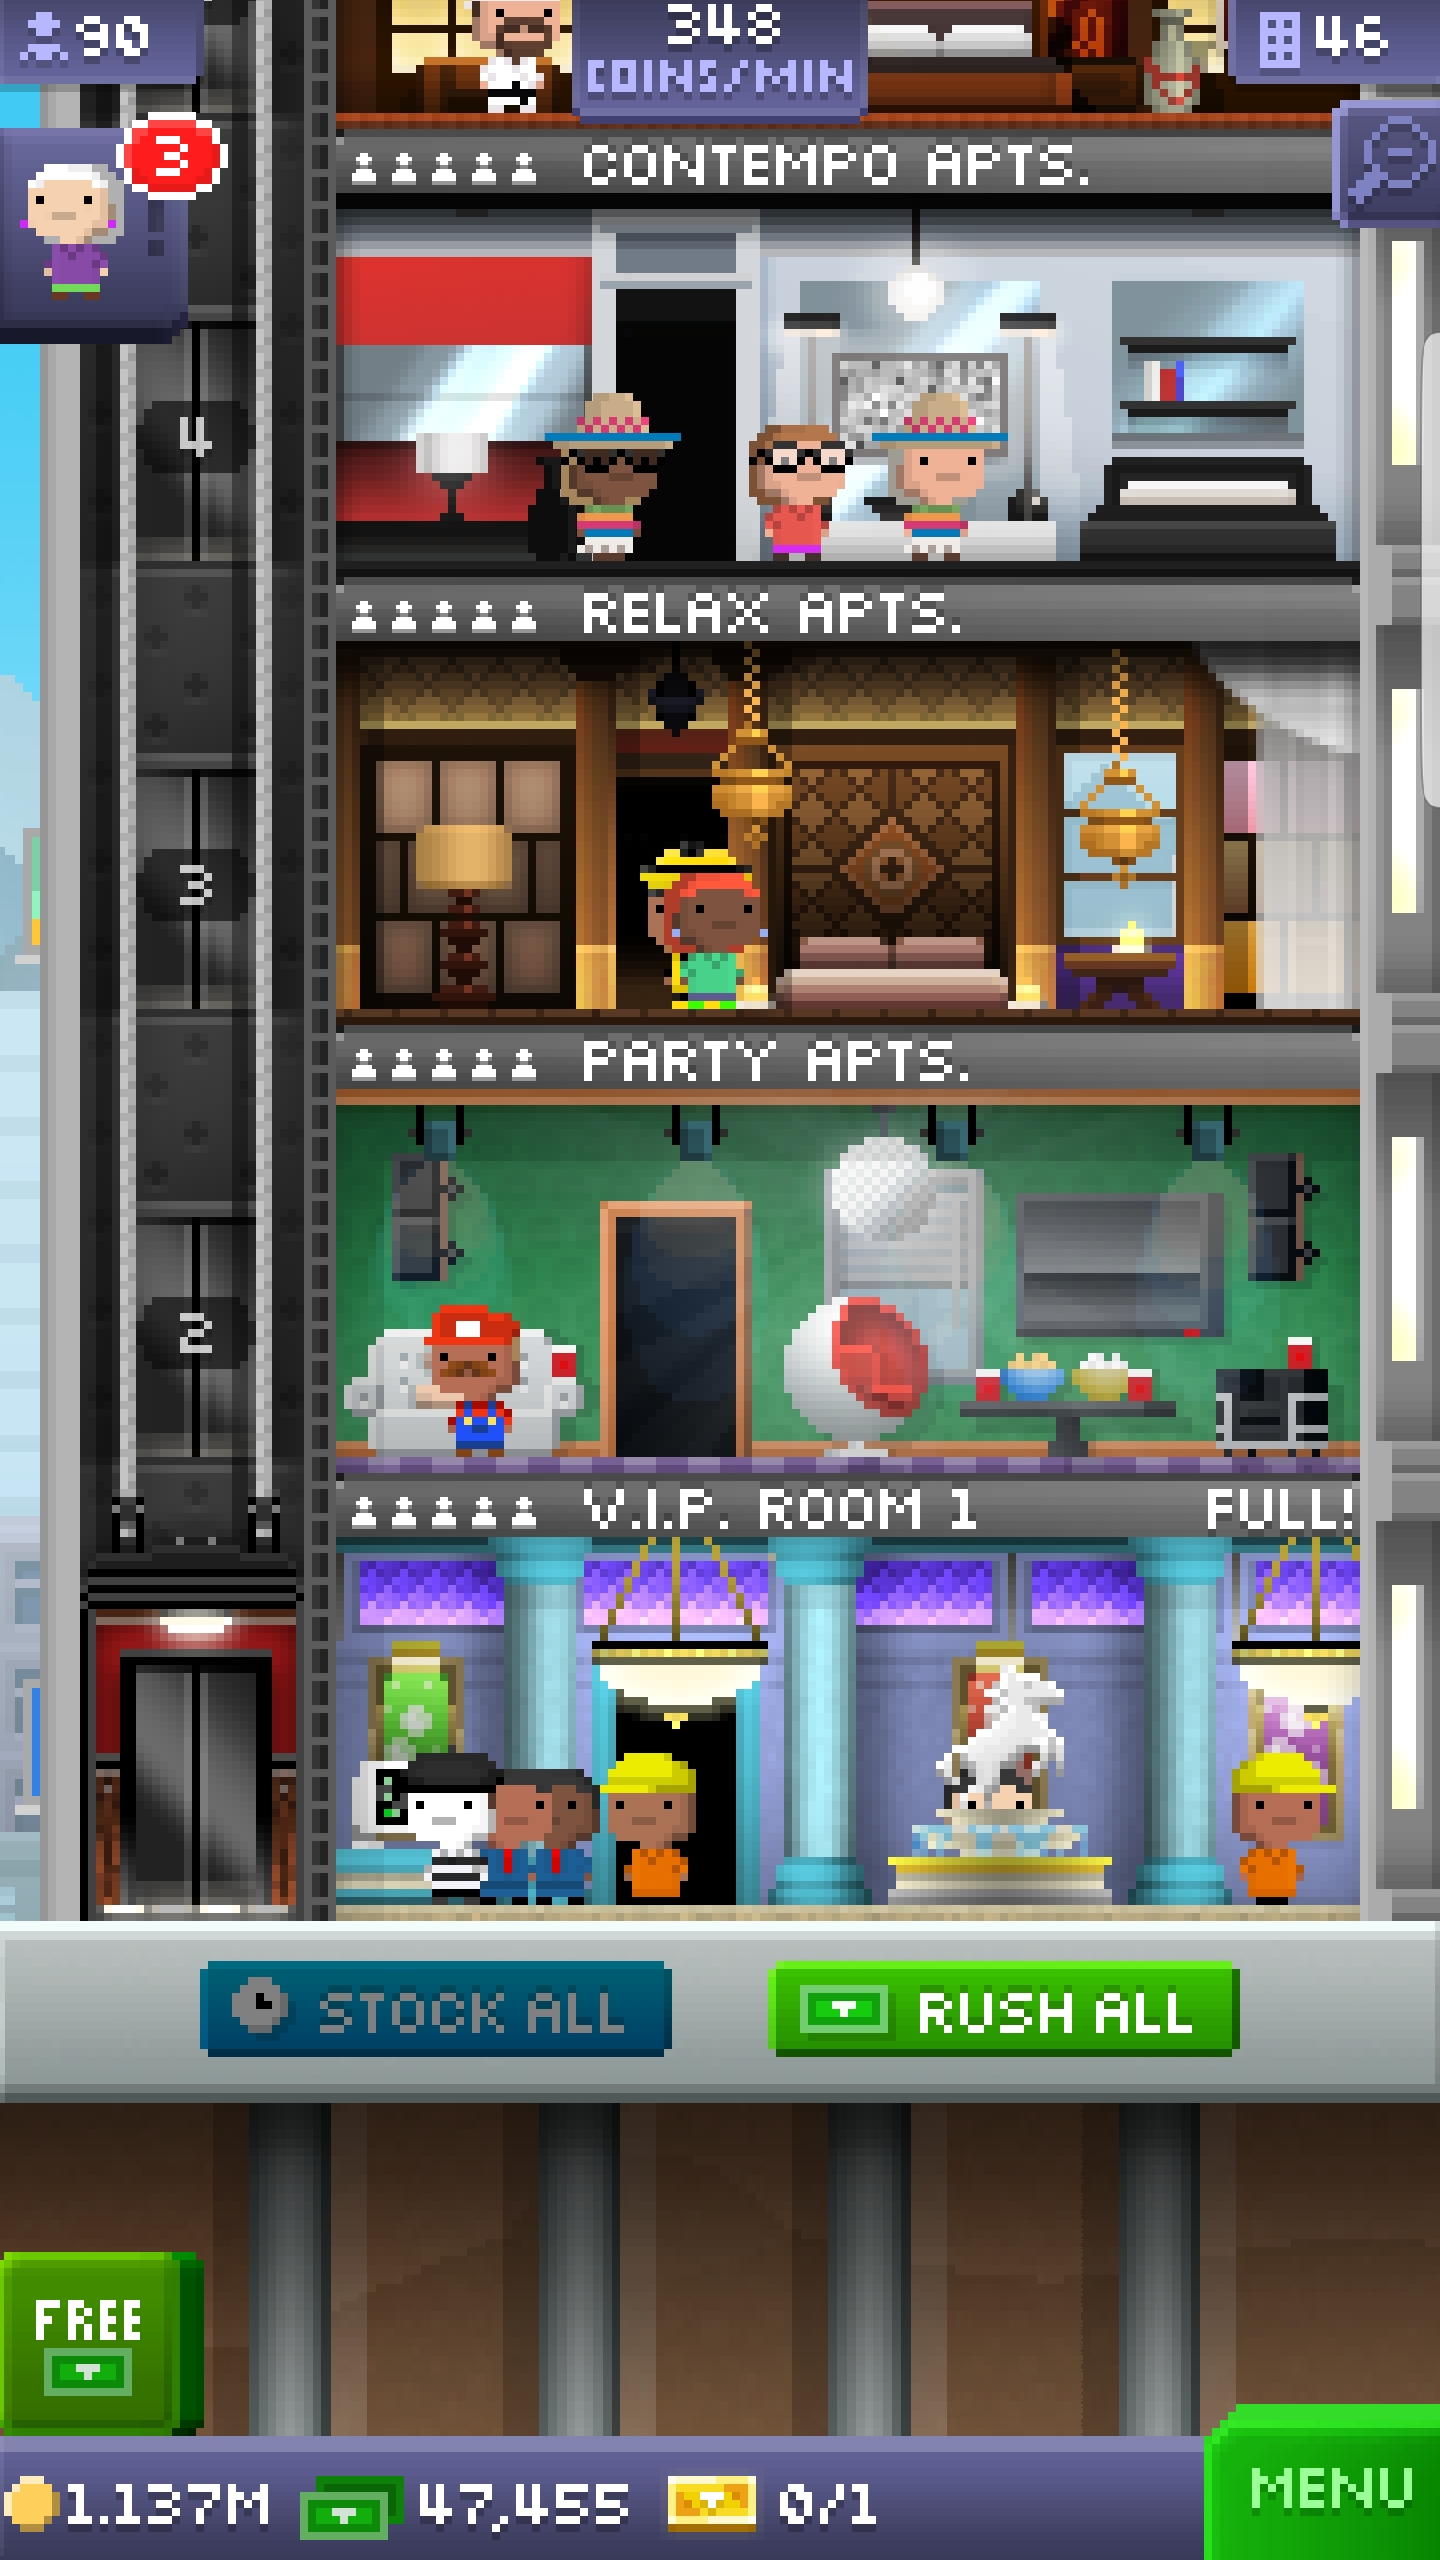 90
348
COINS/MIN
46
3
!
CONTEMPO APTS.
4
RELAX APTS.
3
PARTY APTS.
2
V.I.P. ROOM 1 FULL!
STOCK ALL
RUSH ALL
FREE
1.137M 47,455 0/1
MENU